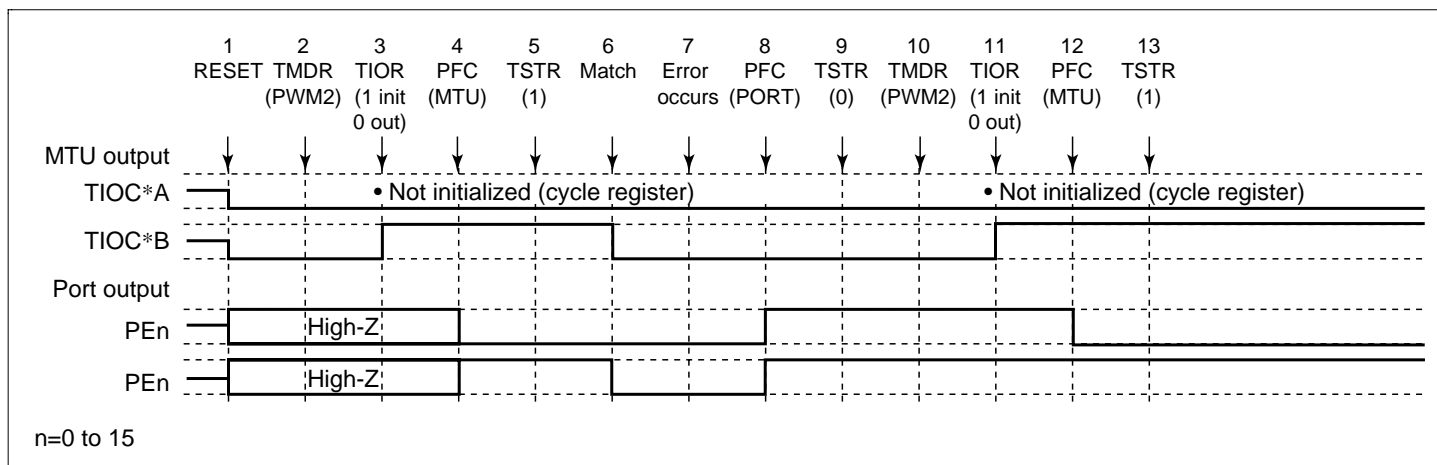 1 2 3 4 5 6 7 8 9 10 11 12 13
RESET TMDR TIOR PFC TSTR Match Error PFC TSTR TMDR TIOR PFC TSTR
(PWM2) (1 init (MTU) (1) occurs (PORT) (0) (PWM2) (1 init (MTU) (1)
0 out) 0 out)
MTU output
TIOC*A • Not initialized (cycle register) • Not initialized (cycle register)
TIOC*B
Port output
PEn High-Z
PEn High-Z
n=0 to 15